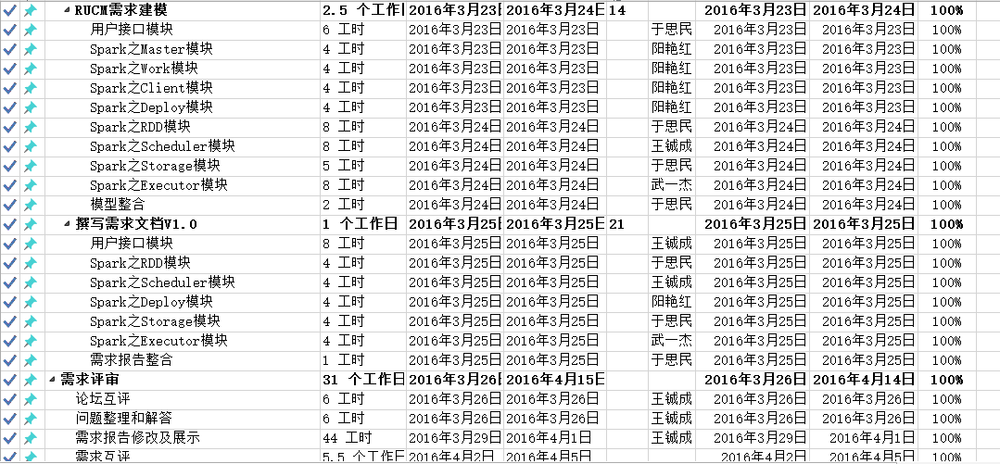 RUCM需求建模 2.5 个工作日 2016年3月23日 2016年3月24日 14 2016年3月23日 2016年3月24日 100%
用户接口模块 6 工时 2016年3月23日 2016年3月23日 于思民 2016年3月23日 2016年3月23日 100%
Spark之Master模块 4 工时 2016年3月23日 2016年3月23日 阳艳红 2016年3月23日 2016年3月23日 100%
Spark之Work模块 4 工时 2016年3月23日 2016年3月23日 阳艳红 2016年3月23日 2016年3月23日 100%
Spark之Client模块 4 工时 2016年3月23日 2016年3月23日 阳艳红 2016年3月23日 2016年3月23日 100%
Spark之Deploy模块 4 工时 2016年3月23日 2016年3月23日 阳艳红 2016年3月23日 2016年3月23日 100%
Spark之RDD模块 8 工时 2016年3月24日 2016年3月24日 于思民 2016年3月24日 2016年3月24日 100%
Spark之Scheduler模块 8 工时 2016年3月24日 2016年3月24日 王铖成 2016年3月24日 2016年3月24日 100%
Spark之Storage模块 5 工时 2016年3月24日 2016年3月24日 于思民 2016年3月24日 2016年3月24日 100%
Spark之Executor模块 8 工时 2016年3月24日 2016年3月24日 武一杰 2016年3月24日 2016年3月24日 100%
模型整合 2 工时 2016年3月24日 2016年3月24日 于思民 2016年3月24日 2016年3月24日 100%
撰写需求文档V1.0 1 个工作日 2016年3月25日 2016年3月25日 21 2016年3月25日 2016年3月25日 100%
用户接口模块 8 工时 2016年3月25日 2016年3月25日 王铖成 2016年3月25日 2016年3月25日 100%
Spark之RDD模块 4 工时 2016年3月25日 2016年3月25日 于思民 2016年3月25日 2016年3月25日 100%
Spark之Scheduler模块 4 工时 2016年3月25日 2016年3月25日 王铖成 2016年3月25日 2016年3月25日 100%
Spark之Deploy模块 4 工时 2016年3月25日 2016年3月25日 阳艳红 2016年3月25日 2016年3月25日 100%
Spark之Storage模块 4 工时 2016年3月25日 2016年3月25日 于思民 2016年3月25日 2016年3月25日 100%
Spark之Executor模块 4 工时 2016年3月25日 2016年3月25日 武一杰 2016年3月25日 2016年3月25日 100%
需求报告整合 1 工时 2016年3月25日 2016年3月25日 于思民 2016年3月25日 2016年3月25日 100%
需求评审 31 个工作日 2016年3月26日 2016年4月15日 2016年3月26日 2016年4月14日 100%
论坛互评 6 工时 2016年3月26日 2016年3月26日 王铖成 2016年3月26日 2016年3月26日 100%
问题整理和解答 6 工时 2016年3月26日 2016年3月26日 王铖成 2016年3月26日 2016年3月26日 100%
需求报告修改及展示 44 工时 2016年3月29日 2016年4月1日 王铖成 2016年3月29日 2016年4月1日 100%
需求互评 5.5 个工作日 2016年4月2日 2016年4月5日 2016年4月2日 2016年4月5日 100%